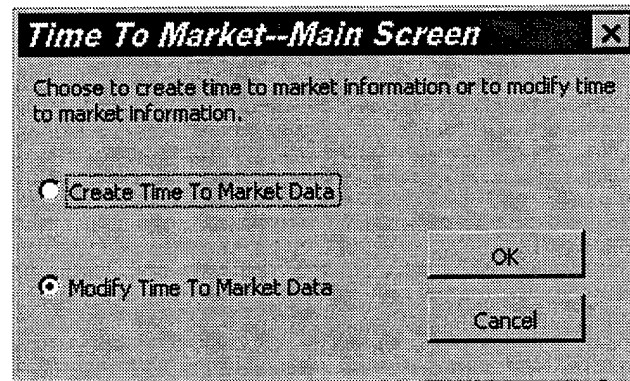 Time To Market--Main Screen
Choose to create time to market information or to modify time
to market information.
Create Time To Market Data
OK
Modify Time To Market Data
Cancel